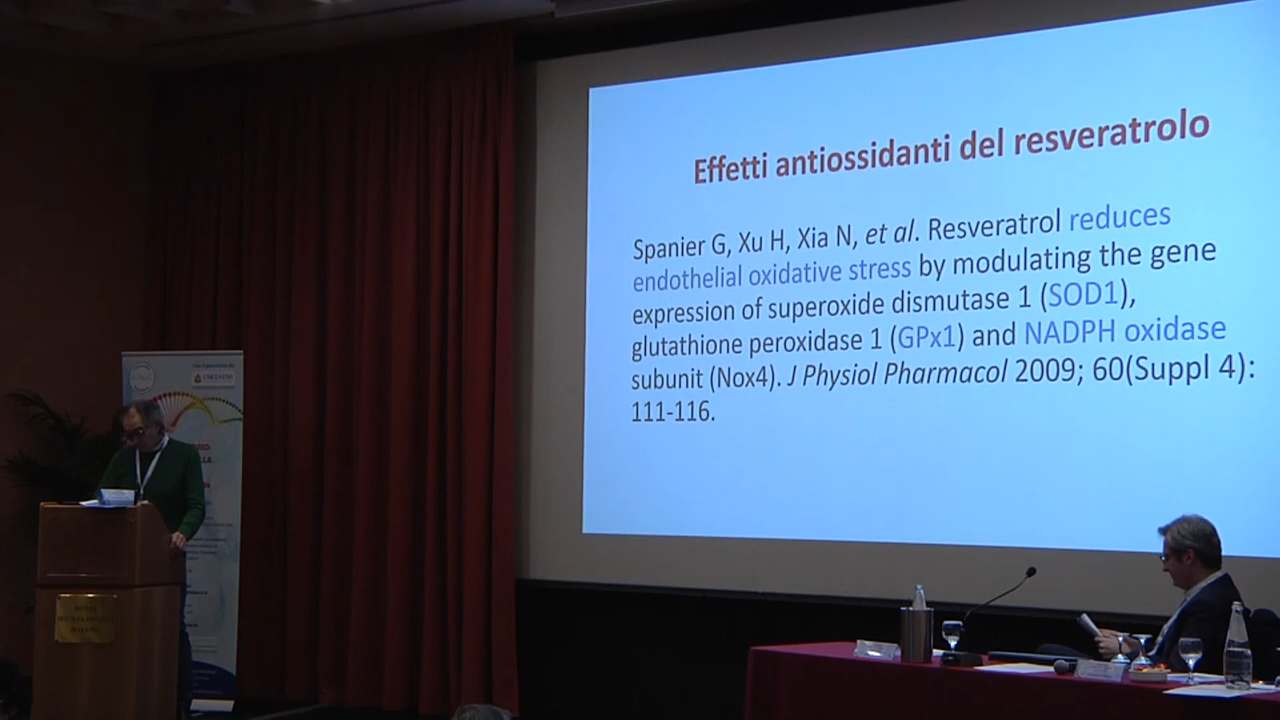 Effetti antiossidanti del resveratrolo
Spanier G, Xu H, Xia N, et al. Resveratrol reduces
endothelial oxidative stress by modulating the gene
expression of superoxide dismutase 1 (SOD1),
glutathione peroxidase 1 (GPx1) and NADPH oxidase
subunit (Nox4). J Physiol Pharmacol 2009; 60(Suppl 4):
111-116.
HOTEL
MILANO